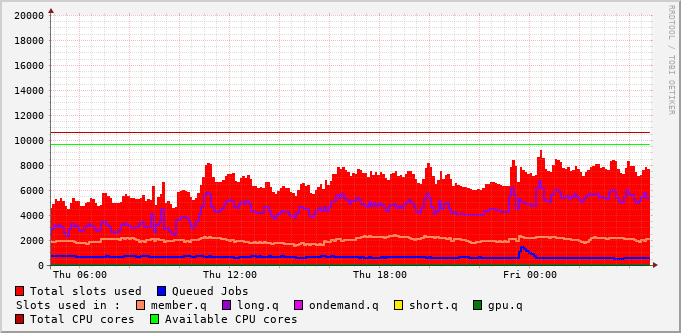 RRDTOOL / TOBI OETIKER
20000
18000
16000
14000
12000
10000
8000
6000
4000
2000
0
Thu 06:00 Thu 12:00 Thu 18:00 Fri 00:00
Total slots used Queued Jobs
Slots used in : member.q long.q ondemand.q short.q gpu.q
Total CPU cores Available CPU cores